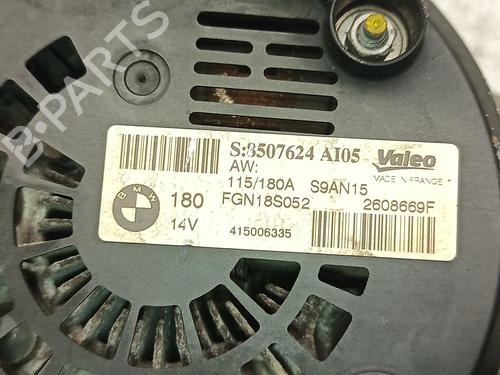 B-PARTS
S:8507624 AI05 Valeo
AW: MADE IN FRANCE
115/180A S9AN15
BMW 180 FGN18S052 2608669F
14V 415006335